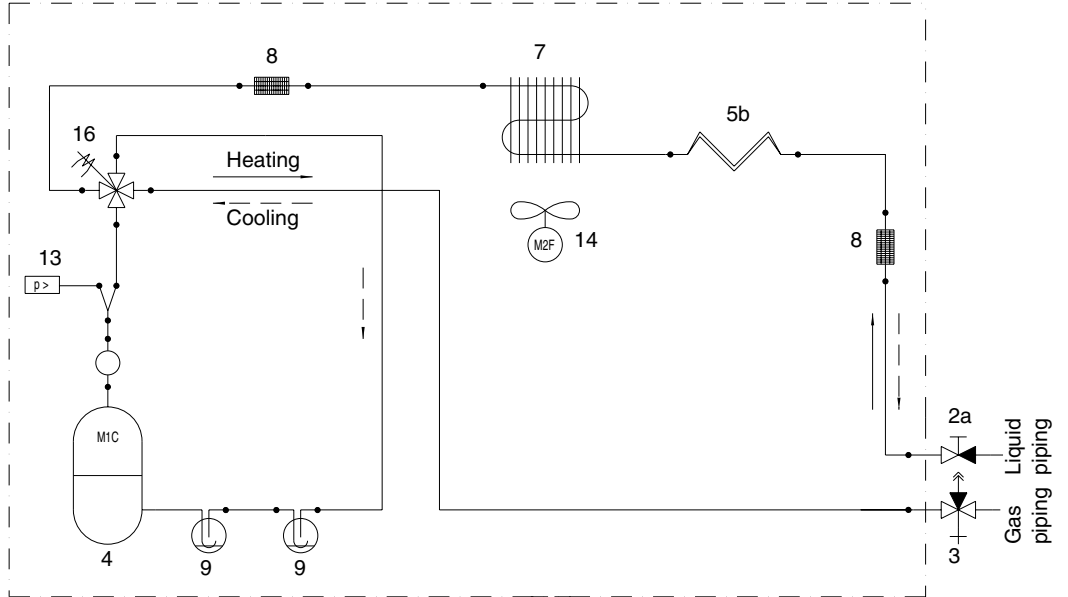 7
8
5b
16
Heating
Cooling
8
M2F
14
13
p >
M1C
2a
Liquid piping
Gas piping
3
4
9
9